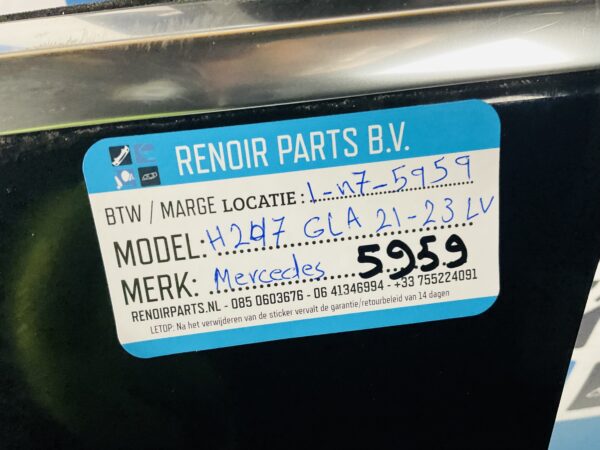 RENOIR PARTS B.V.
BTW / MARGE LOCATIE: 1-n7-5959
MODEL: H247 GLA 21-23 LV
MERK: Mercedes 5959
RENOIRPARTS.NL - 085 0603676 - 06 41346994 - +33 755224091
LETOP: Na het verwijderen van de sticker vervalt de garantie/retourbeleid van 14 dagen